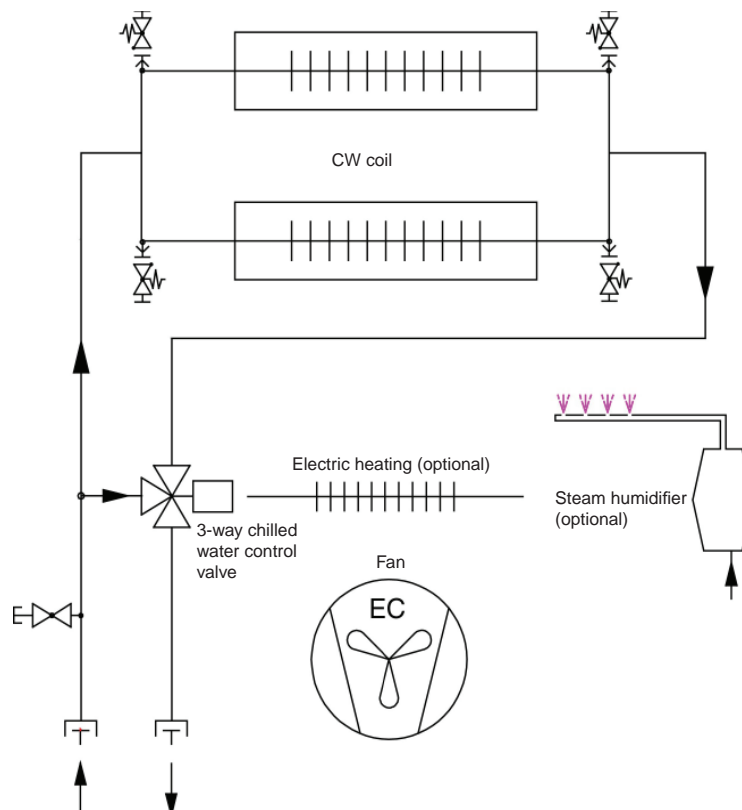 CW coil
Electric heating (optional)
Steam humidifier
(optional)
3-way chilled
water control
valve
Fan
EC